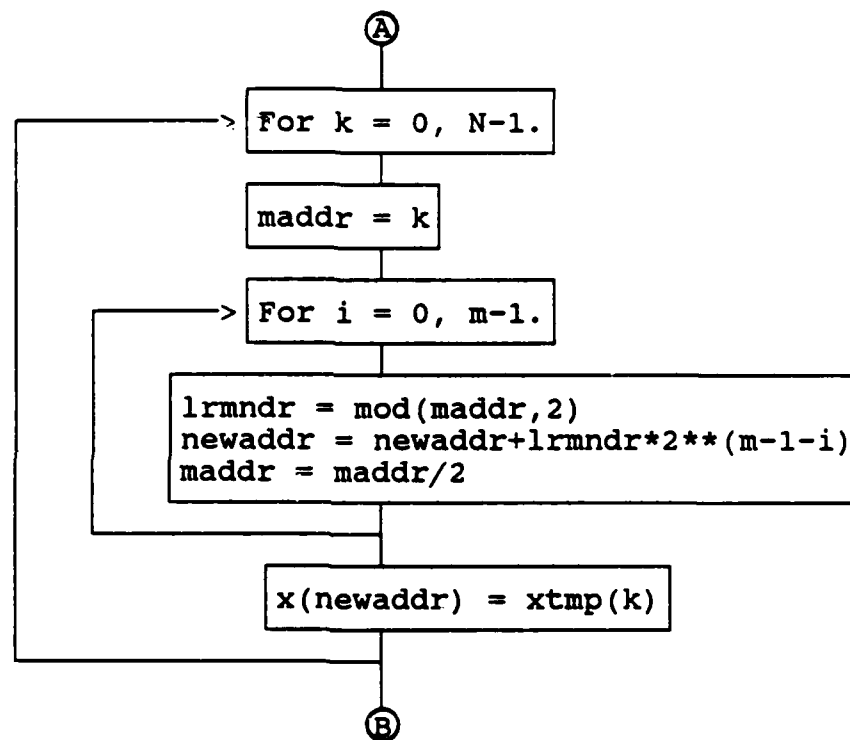 A
For k = 0, N-1.
maddr = k
For i = 0, m-1.
lrmndr = mod(maddr,2)
newaddr = newaddr+lrmndr*2**(m-1-i)
maddr = maddr/2
x(newaddr) = xtmp(k)
B